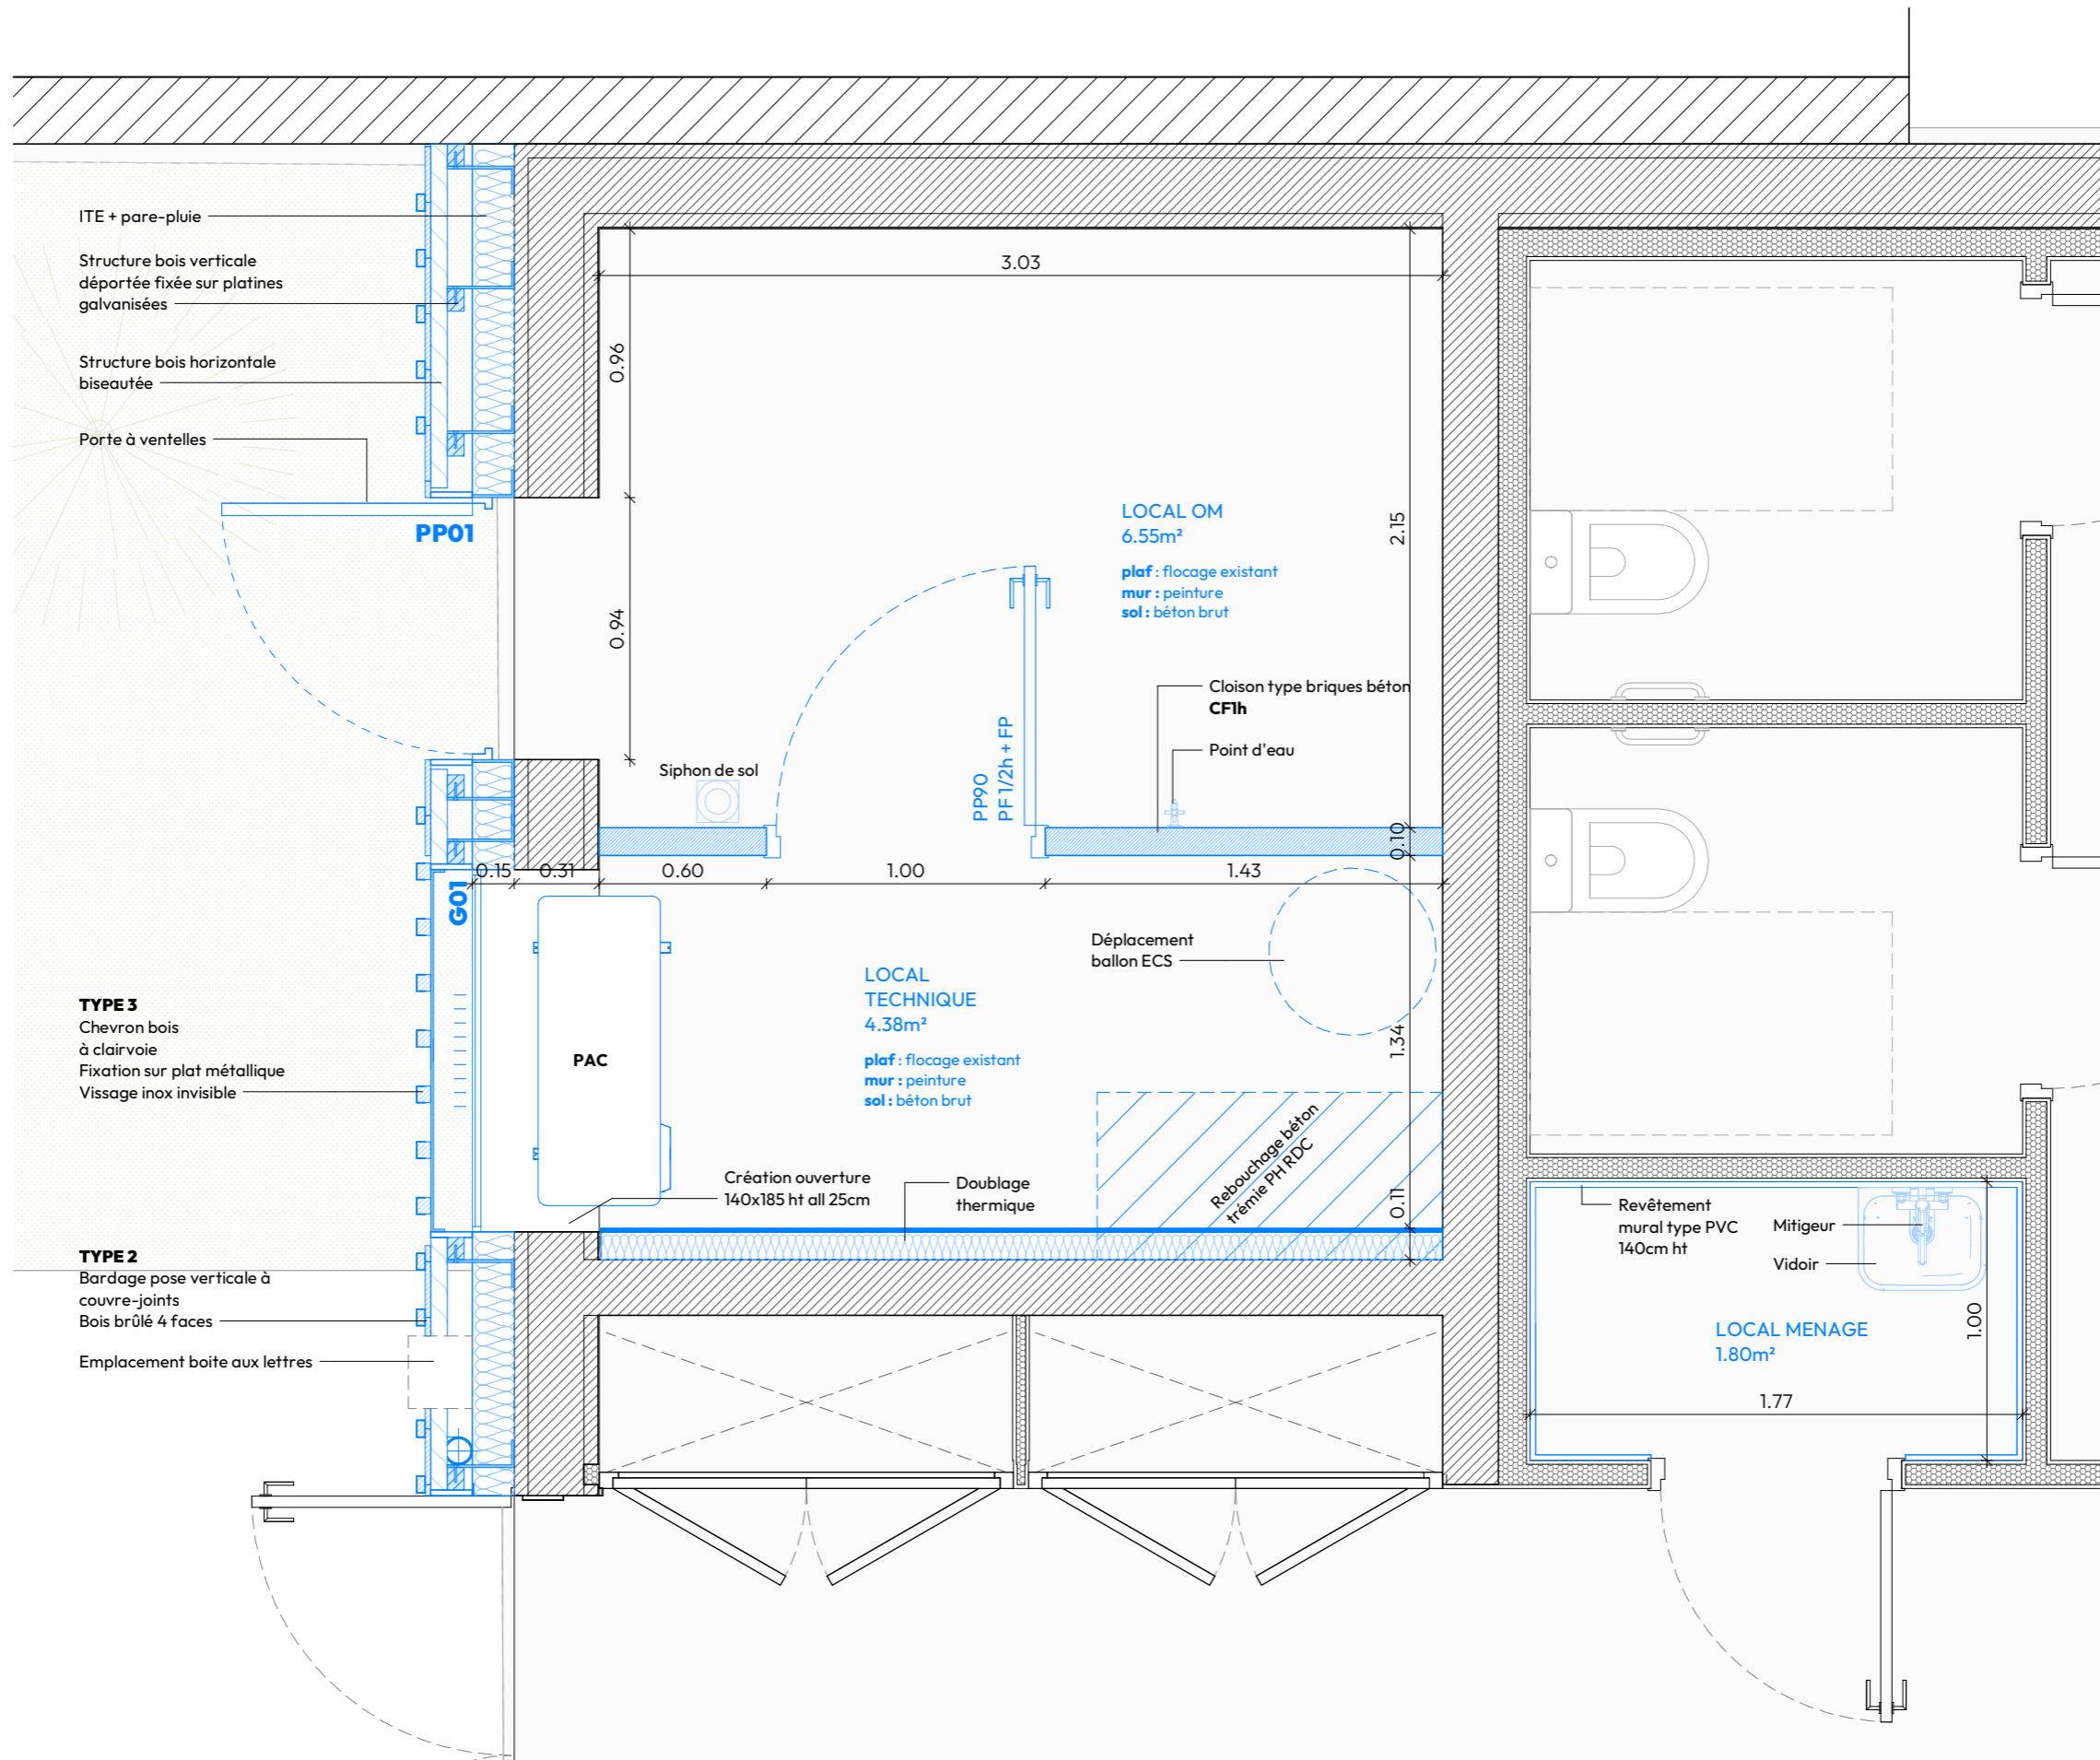 ITE + pare-pluie
Structure bois verticale
déportée fixée sur platines
galvanisées
Structure bois horizontale
biseautée
Porte à ventelles
PP01
3.03
0.96
0.94
2.15
LOCAL OM
6.55m²
plaf : flocage existant
mur : peinture
sol : béton brut
Cloison type briques béton
CF1h
Point d'eau
Siphon de sol
PP90
PF 1/2h + FP
0.10
0.15
0.31
0.60
1.00
1.43
G01
PAC
LOCAL
TECHNIQUE
4.38m²
plaf : flocage existant
mur : peinture
sol : béton brut
Déplacement
ballon ECS
1.34
TYPE 3
Chevron bois
à clairvoie
Fixation sur plat métallique
Vissage inox invisible
Création ouverture
140x185 ht all 25cm
Doublage
thermique
Rebouchage béton
trémie PH RDC
0.11
TYPE 2
Bardage pose verticale à
couvre-joints
Bois brûlé 4 faces
Emplacement boite aux lettres
Revêtement
mural type PVC
140cm ht
Mitigeur
Vidoir
LOCAL MENAGE
1.80m²
1.00
1.77